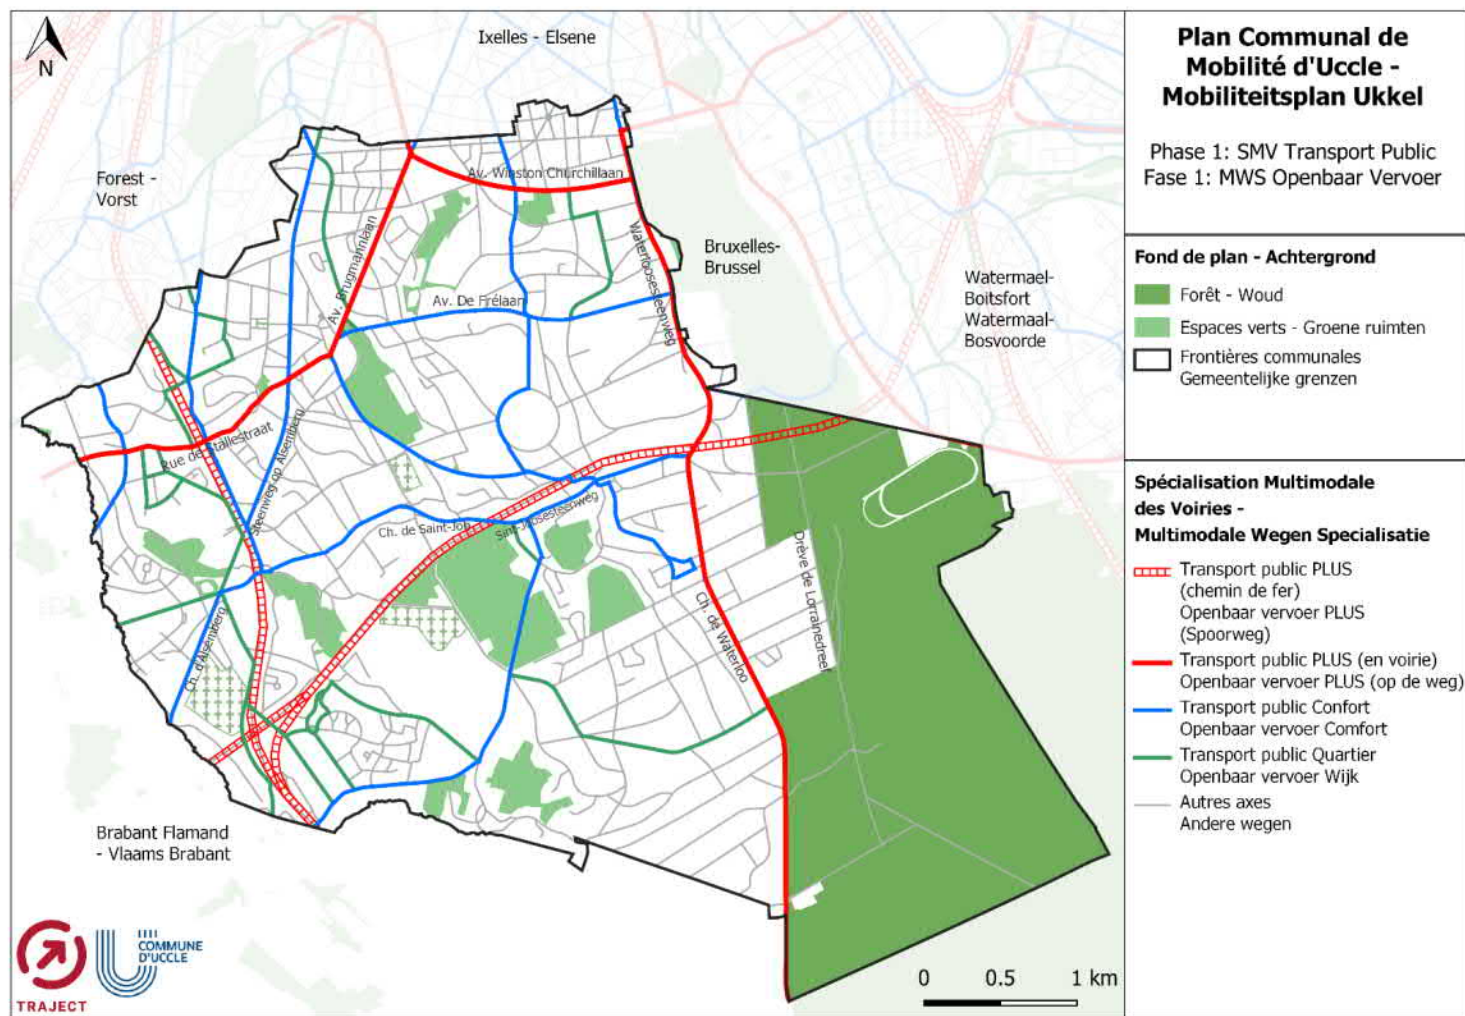 N
Ixelles - Elsene
Forest -
Vorst
Av. Winston Churchillaan
Av. Brugmannlaan
Waterloosesteenweg
Bruxelles-
Brussel
Av. De Frélaan
Watermael-
Boitsfort
Watermaal-
Bosvoorde
Rue de Stallestraat
Steenweg op Alsemberg
Ch. de Saint-Job
Sint-Jobsesteenweg
Drève de Lorrainedreef
Ch. de Waterloo
Ch. d'Alsemberg
Brabant Flamand
- Vlaams Brabant
TRAJECT
COMMUNE
D'UCCLE
0 0.5 1 km
Plan Communal de
Mobilité d'Uccle -
Mobiliteitsplan Ukkel
Phase 1: SMV Transport Public
Fase 1: MWS Openbaar Vervoer
Fond de plan - Achtergrond
Forêt - Woud
Espaces verts - Groene ruimten
Frontières communales
Gemeentelijke grenzen
Spécialisation Multimodale
des Voiries -
Multimodale Wegen Specialisatie
Transport public PLUS
(chemin de fer)
Openbaar vervoer PLUS
(Spoorweg)
Transport public PLUS (en voirie)
Openbaar vervoer PLUS (op de weg)
Transport public Confort
Openbaar vervoer Comfort
Transport public Quartier
Openbaar vervoer Wijk
Autres axes
Andere wegen